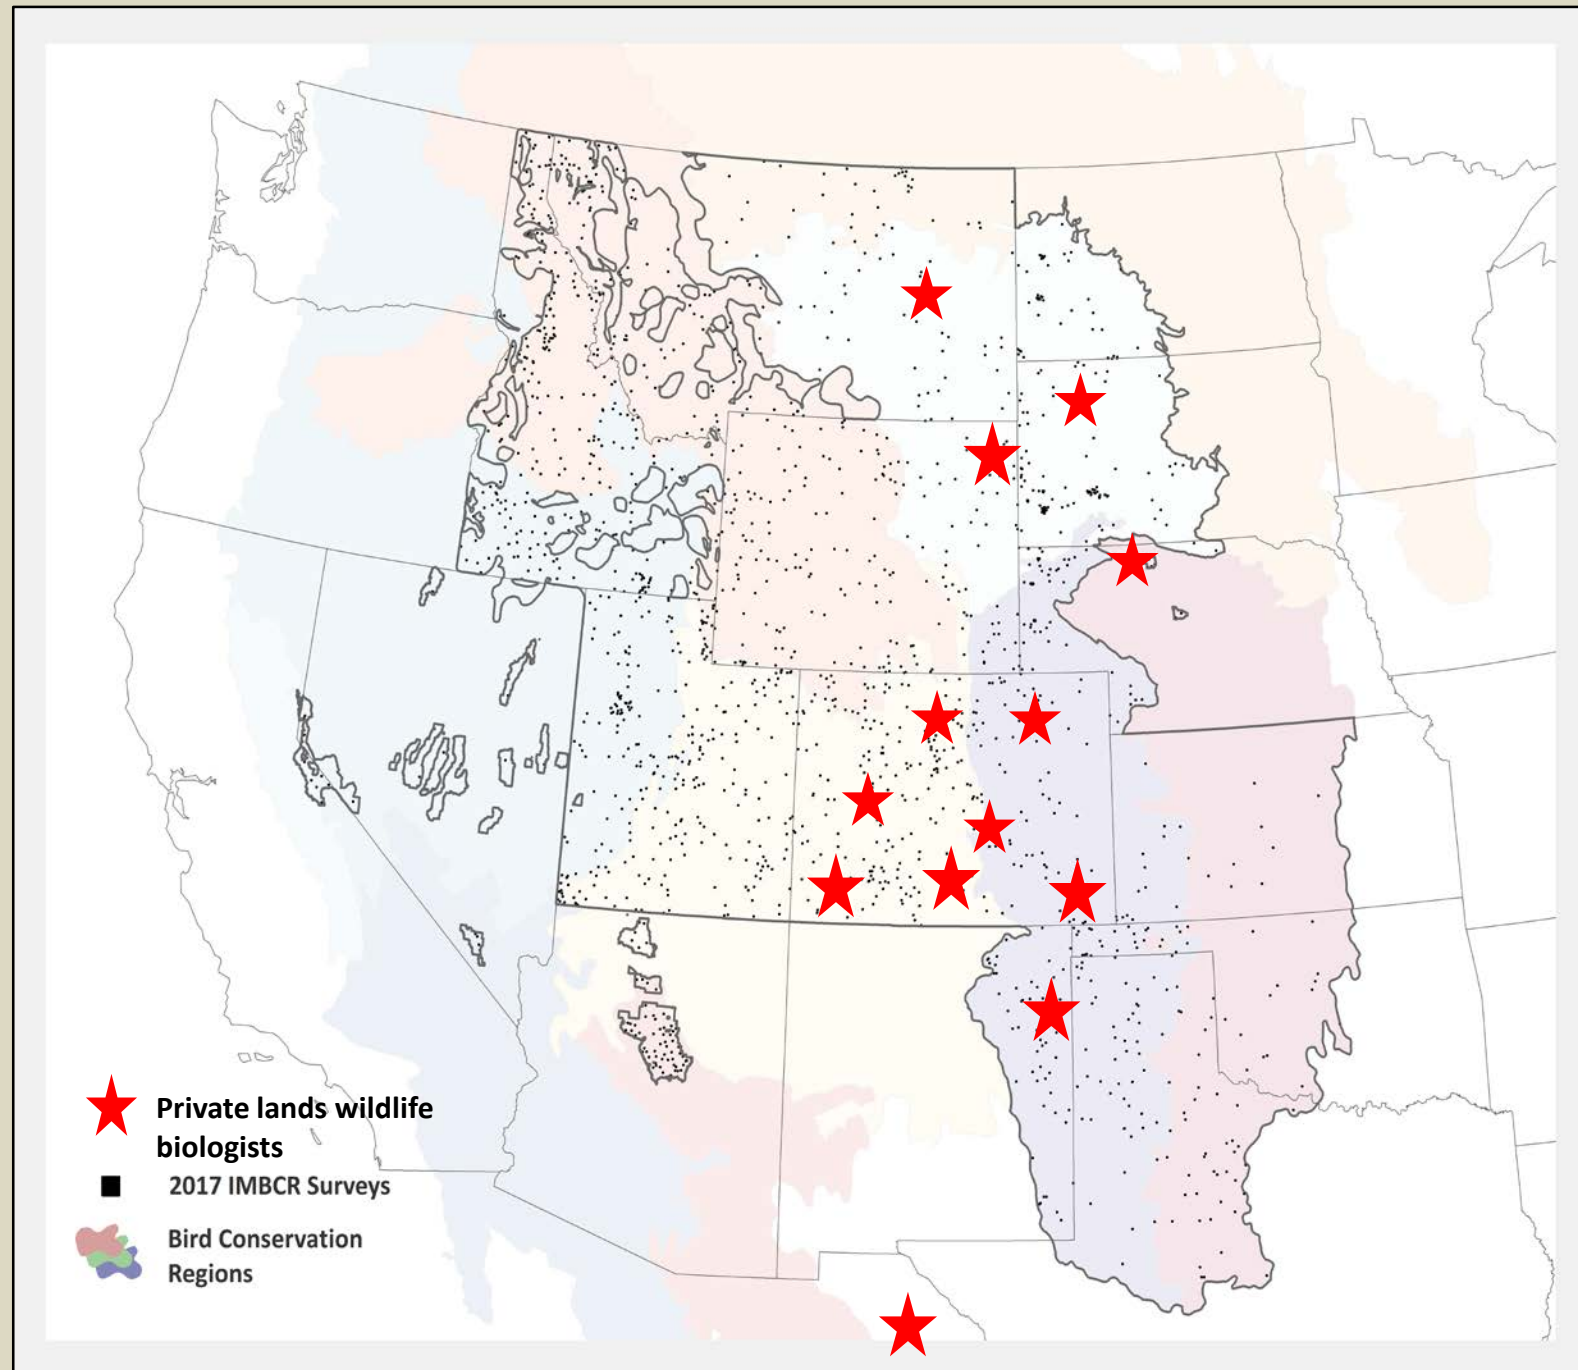 Private lands wildlife
biologists
2017 IMBCR Surveys
Bird Conservation
Regions